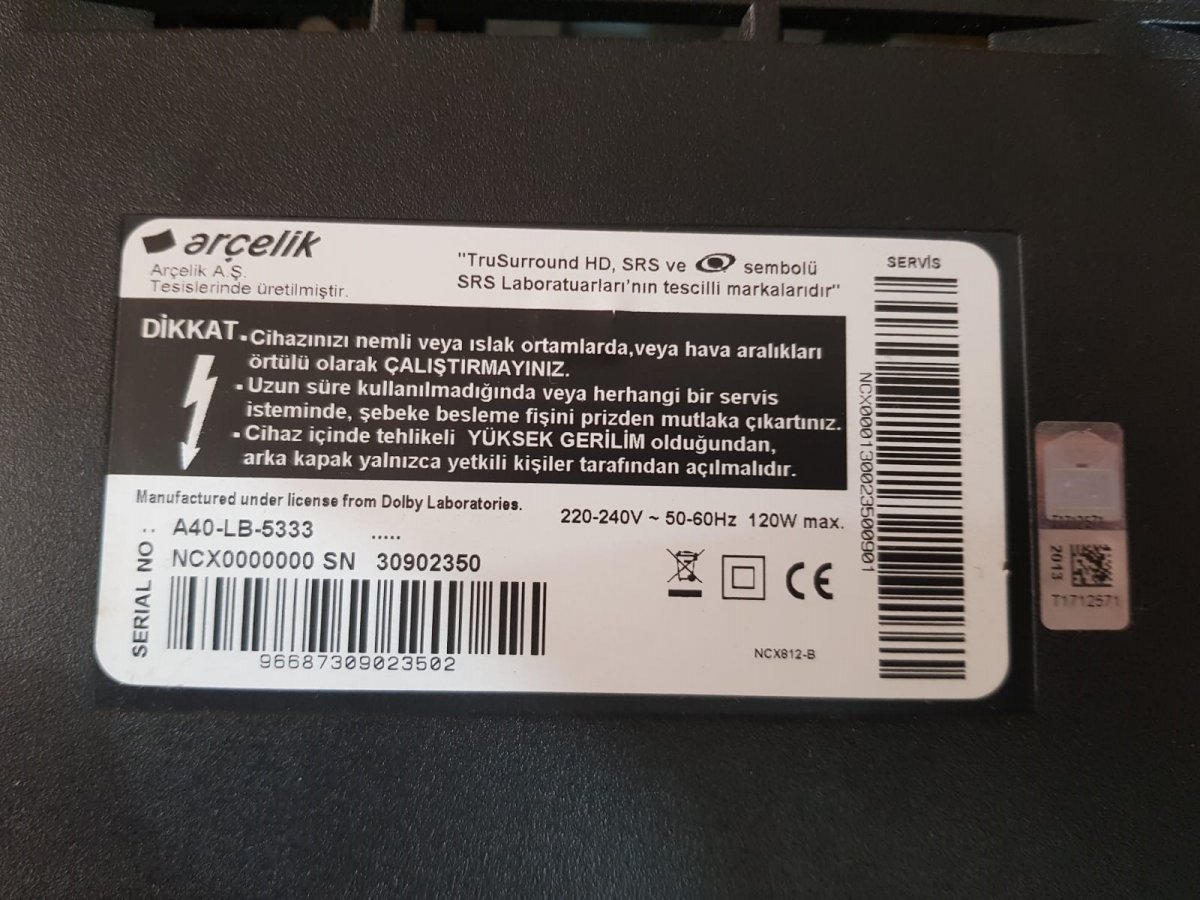 arçelik
Arçelik A.Ş.
Tesislerinde üretilmiştir.
"TruSurround HD, SRS ve sembolü
SRS Laboratuarları'nın tescilli markalarıdır"
SERVİS
DİKKAT
▪ Cihazınızı nemli veya ıslak ortamlarda,veya hava aralıkları
örtülü olarak ÇALIŞTIRMAYINIZ.
▪ Uzun süre kullanılmadığında veya herhangi bir servis
isteminde, şebeke besleme fişini prizden mutlaka çıkartınız.
▪ Cihaz içinde tehlikeli YÜKSEK GERİLİM olduğundan,
arka kapak yalnızca yetkili kişiler tarafından açılmalıdır.
NCX000130023500901
Manufactured under license from Dolby Laboratories.
220-240V ~ 50-60Hz 120W max.
A40-LB-5333 .....
SERIAL NO :
NCX0000000 SN 30902350
96687309023502
CE
NCX812-B
T1712571
2013
T1712571